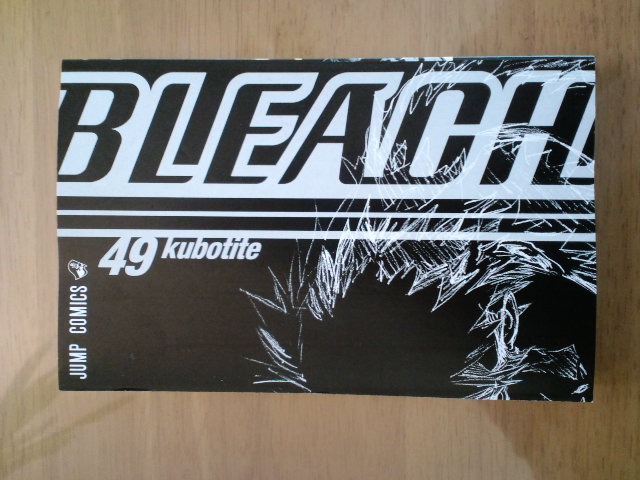 BLEACH
49 kubotite
JUMP COMICS